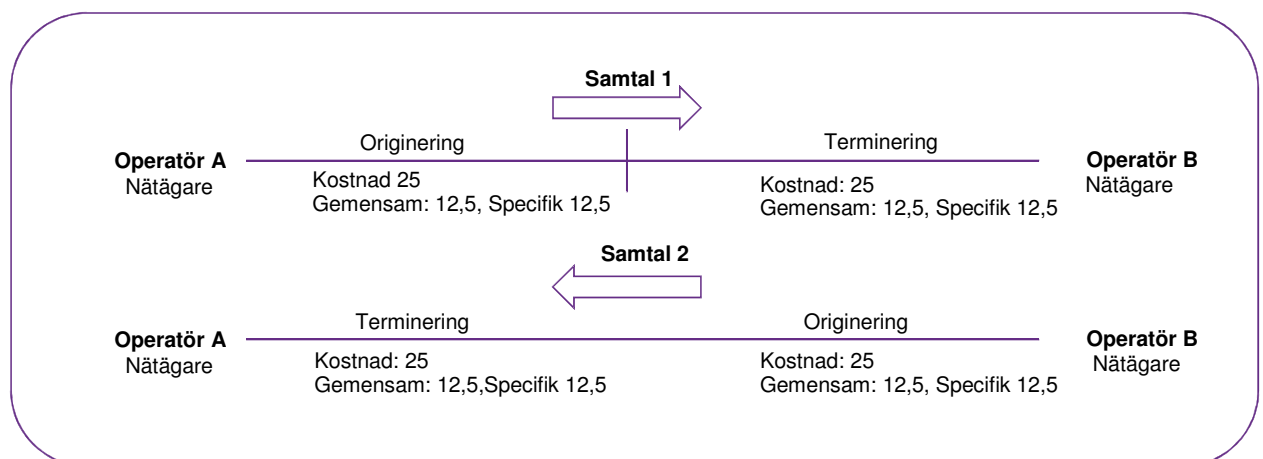 Samtal 1
Originering
Terminering
Operatör A
Nätägare
Kostnad 25
Gemensam: 12,5, Specifik 12,5
Kostnad: 25
Gemensam: 12,5, Specifik 12,5
Operatör B
Nätägare
Samtal 2
Terminering
Originering
Operatör A
Nätägare
Kostnad: 25
Gemensam: 12,5,Specifik 12,5
Kostnad: 25
Gemensam: 12,5, Specifik 12,5
Operatör B
Nätägare